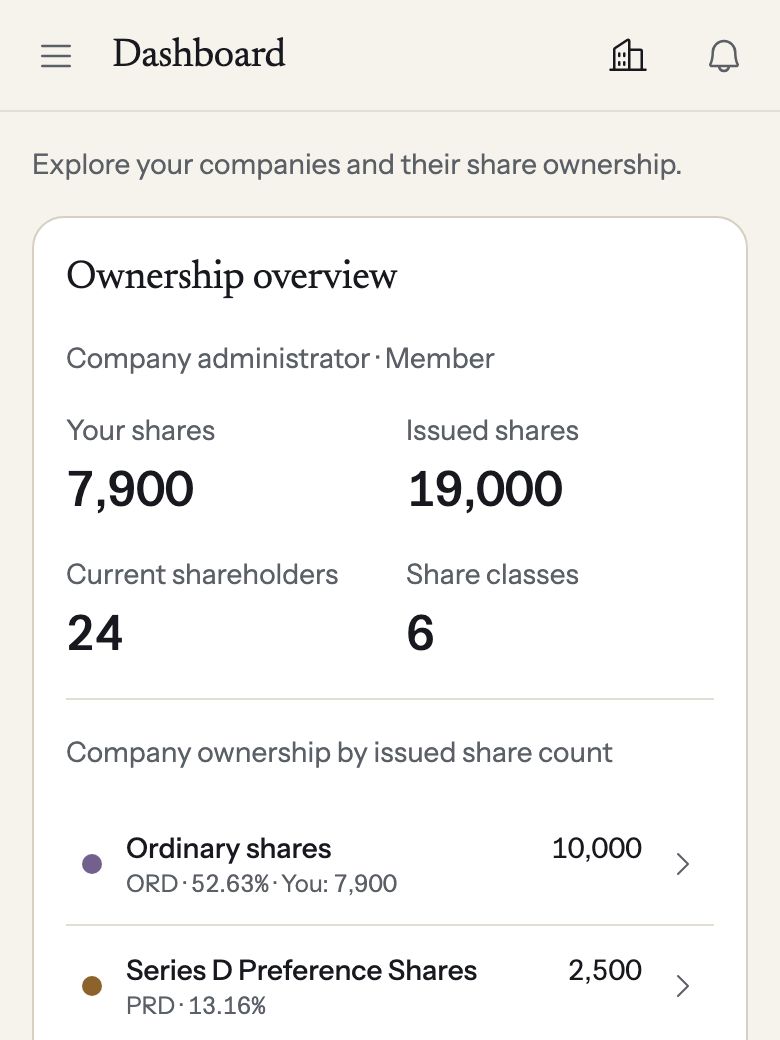 Dashboard
Explore your companies and their share ownership.
Ownership overview
Company administrator · Member
Your shares
Issued shares
7,900
19,000
Current shareholders
Share classes
24
6
Company ownership by issued share count
Ordinary shares
10,000
ORD · 52.63% · You: 7,900
Series D Preference Shares
2,500
PRD · 13.16%